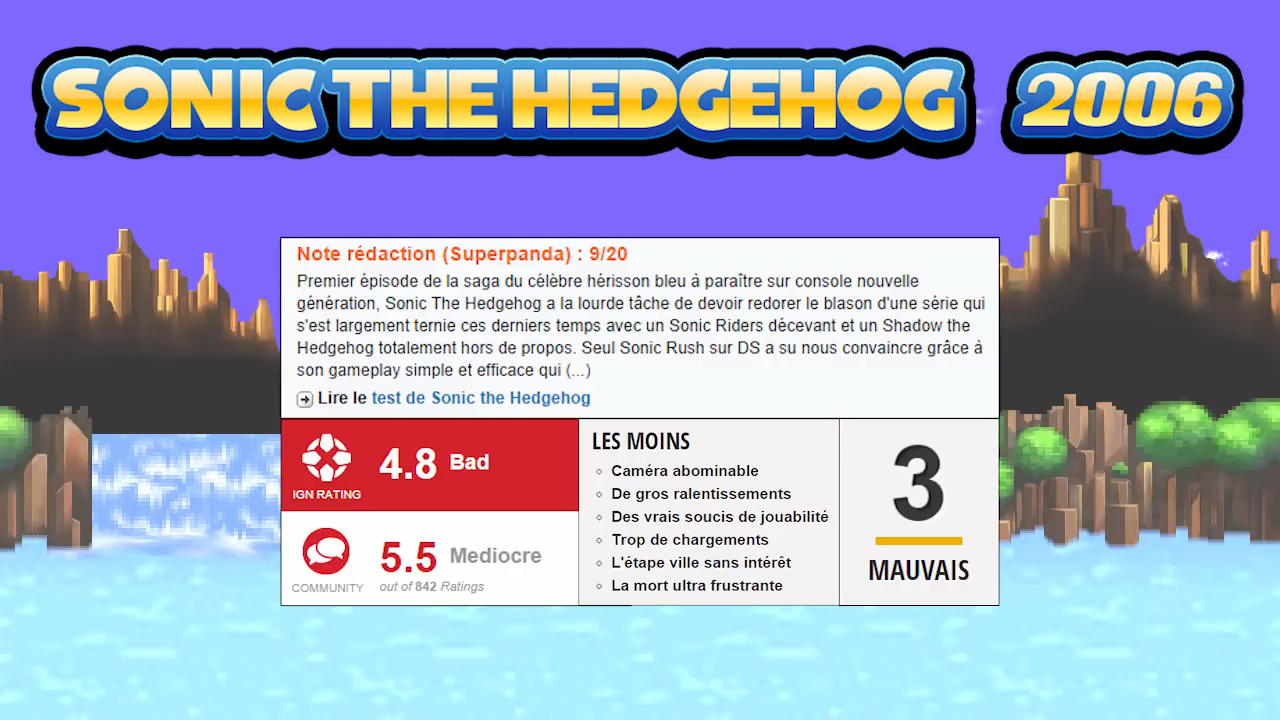 SONIC THE HEDGEHOG 2006
Note rédaction (Superpanda) : 9/20
Premier épisode de la saga du célèbre hérisson bleu à paraître sur console nouvelle
génération, Sonic The Hedgehog a la lourde tâche de devoir redorer le blason d'une série qui
s'est largement ternie ces derniers temps avec un Sonic Riders décevant et un Shadow the
Hedgehog totalement hors de propos. Seul Sonic Rush sur DS a su nous convaincre grâce à
son gameplay simple et efficace qui (...)
Lire le test de Sonic the Hedgehog
4.8 Bad
IGN RATING
5.5 Mediocre
COMMUNITY
out of 842 Ratings
LES MOINS
Caméra abominable
De gros ralentissements
Des vrais soucis de jouabilité
Trop de chargements
L'étape ville sans intérêt
La mort ultra frustrante
3
MAUVAIS